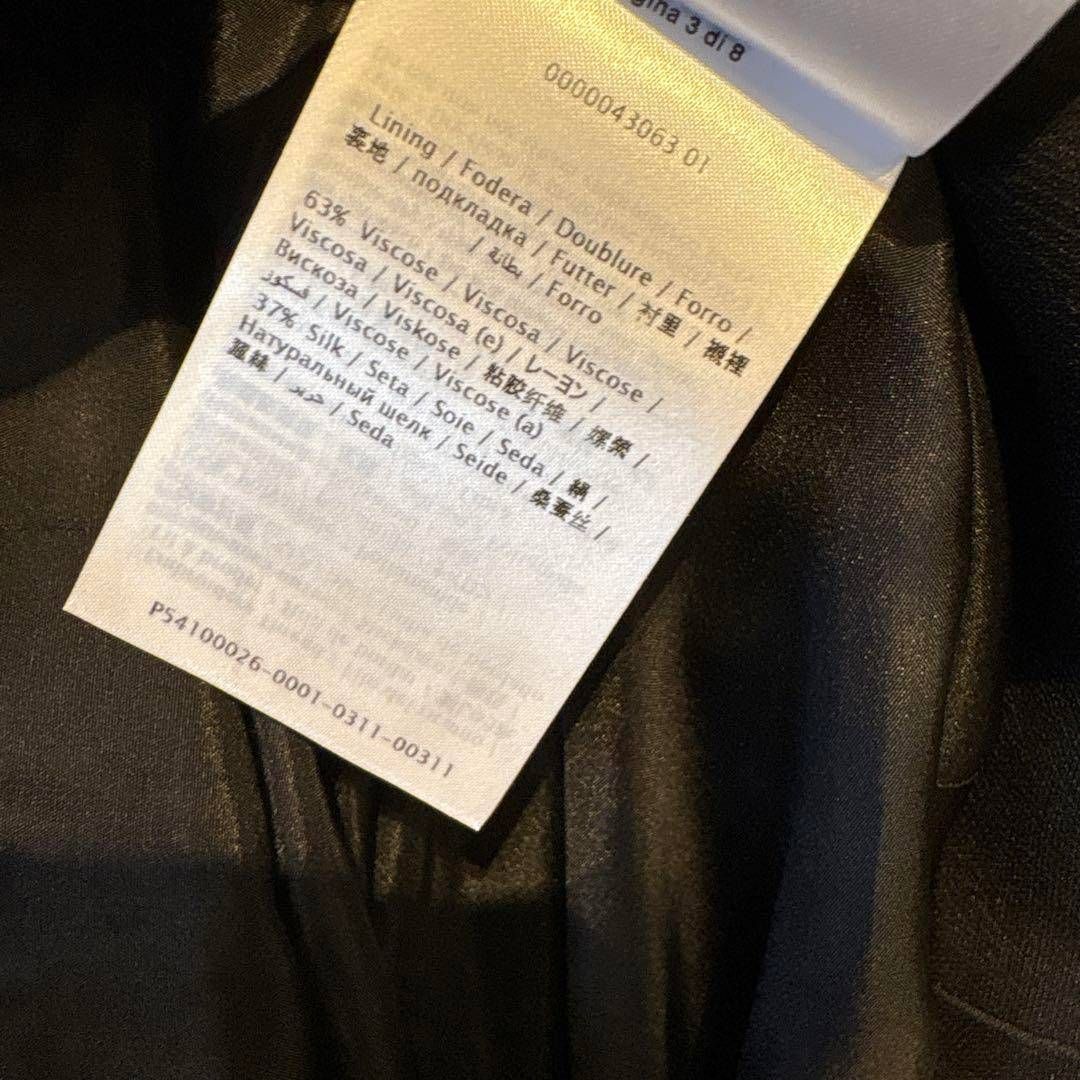 gina 3 di 8
0000043063 01
Lining / Fodera / Doublure / Forro /
裏地 / подкладка / Futter / 衬里 / 襯裡
/ بطانة / Forro
63% Viscose / Viscosa / Viscose /
Viscosa / Viscosa (e) / レーヨン /
Вискоза / Viskose / 粘胶纤维 / 嫘縈 /
فسكوز / Viscose / Viscose (a)
37% Silk / Seta / Soie / Seda / 絹 /
Натуральный шелк / Seide / 桑蚕丝 /
蠶絲 / حرير / Seda
P54100026-0001-0311-00311